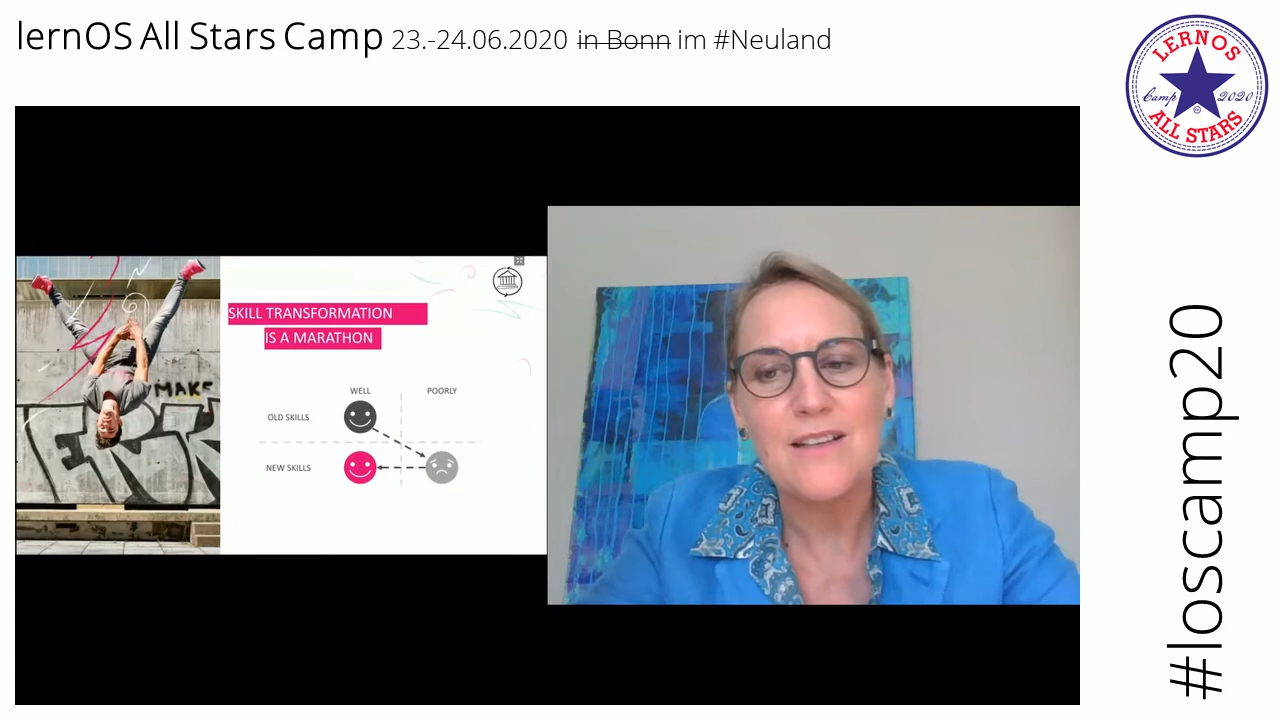 lernOS All Stars Camp 23.-24.06.2020 in Bonn im #Neuland
LERNOS
Camp 2020
ALL STARS
SKILL TRANSFORMATION
IS A MARATHON
WELL POORLY
OLD SKILLS
NEW SKILLS
MAKE
#loscamp20